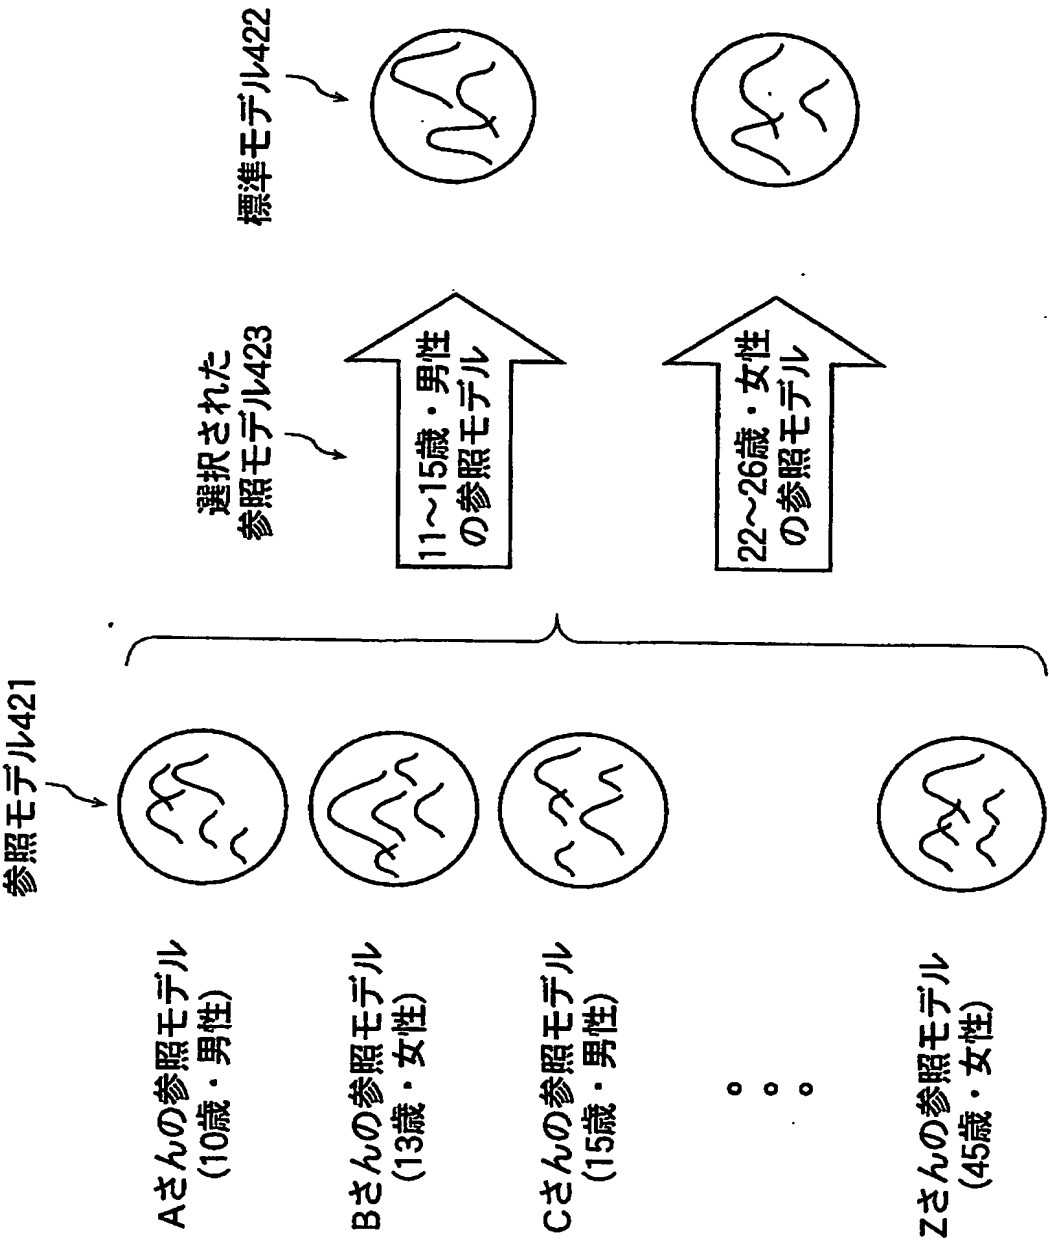 参照モデル421
Aさんの参照モデル
(10歳・男性)
Bさんの参照モデル
(13歳・女性)
Cさんの参照モデル
(15歳・男性)
Zさんの参照モデル
(45歳・女性)
選択された
参照モデル423
11～15歳・男性
の参照モデル
22～26歳・女性
の参照モデル
標準モデル422